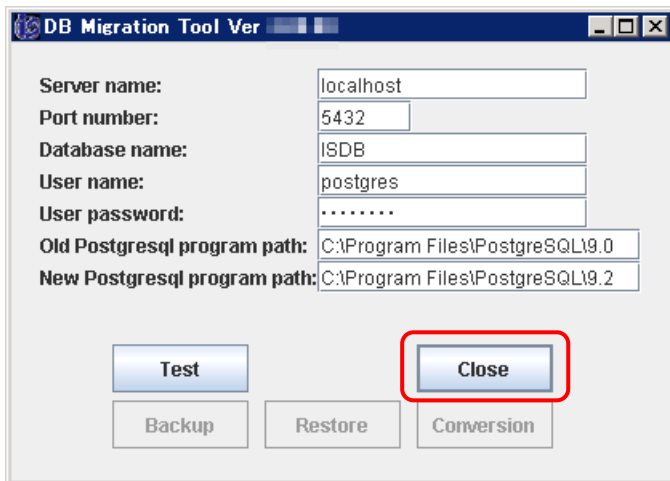 DB Migration Tool Ver
Server name: localhost
Port number: 5432
Database name: ISDB
User name: postgres
User password: ········
Old Postgresql program path: C:\Program Files\PostgreSQL\9.0
New Postgresql program path: C:\Program Files\PostgreSQL\9.2
Test Close
Backup Restore Conversion